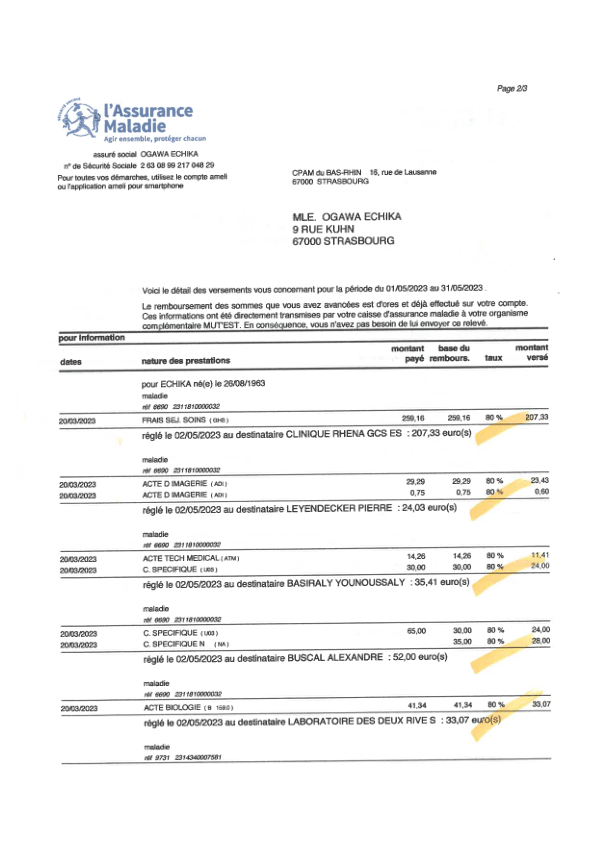 Page 2/3
SÉCURITÉ SOCIALE
l'Assurance
Maladie
Agir ensemble, protéger chacun
assuré social OGAWA ECHIKA
n° de Sécurité Sociale 2 63 08 99 217 048 29
Pour toutes vos démarches, utilisez le compte ameli
ou l'application ameli pour smartphone
CPAM du BAS-RHIN 16, rue de Lausanne
67000 STRASBOURG
MLE. OGAWA ECHIKA
9 RUE KUHN
67000 STRASBOURG
Voici le détail des versements vous concernant pour la période du 01/05/2023 au 31/05/2023 .
Le remboursement des sommes que vous avez avancées est d'ores et déjà effectué sur votre compte.
Ces informations ont été directement transmises par votre caisse d'assurance maladie à votre organisme
complémentaire MUT'EST. En conséquence, vous n'avez pas besoin de lui envoyer ce relevé.
pour information
dates nature des prestations montant payé base du rembours. taux montant versé
pour ECHIKA né(e) le 26/08/1963
maladie
réf 6690 2311810000032
20/03/2023 FRAIS SEJ. SOINS (GHS) 259,16 259,16 80 % 207,33
réglé le 02/05/2023 au destinataire CLINIQUE RHENA GCS ES : 207,33 euro(s)
maladie
réf 6690 2311810000032
20/03/2023 ACTE D IMAGERIE (ADI) 29,29 29,29 80 % 23,43
20/03/2023 ACTE D IMAGERIE (ADI) 0,75 0,75 80 % 0,60
réglé le 02/05/2023 au destinataire LEYENDECKER PIERRE : 24,03 euro(s)
maladie
réf 6690 2311810000032
20/03/2023 ACTE TECH MEDICAL (ATM) 14,26 14,26 80 % 11,41
20/03/2023 C. SPECIFIQUE (U03) 30,00 30,00 80 % 24,00
réglé le 02/05/2023 au destinataire BASIRALY YOUNOUSSALY : 35,41 euro(s)
maladie
réf 6690 2311810000032
20/03/2023 C. SPECIFIQUE (U03) 65,00 30,00 80 % 24,00
20/03/2023 C. SPECIFIQUE N (NA) 35,00 80 % 28,00
réglé le 02/05/2023 au destinataire BUSCAL ALEXANDRE : 52,00 euro(s)
maladie
réf 6690 2311810000032
20/03/2023 ACTE BIOLOGIE (B 158.0) 41,34 41,34 80 % 33,07
réglé le 02/05/2023 au destinataire LABORATOIRE DES DEUX RIVE S : 33,07 euro(s)
maladie
réf 9731 2314340007581